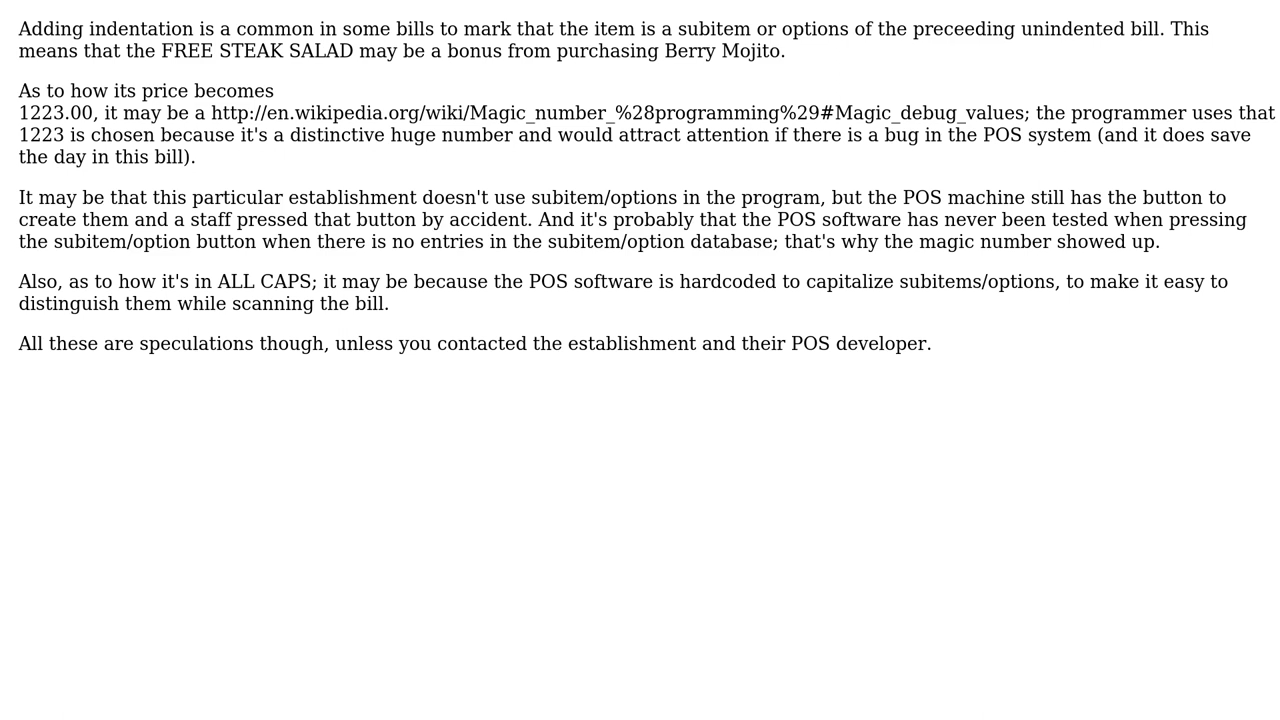 Adding indentation is a common in some bills to mark that the item is a subitem or options of the preceeding unindented bill. This
means that the FREE STEAK SALAD may be a bonus from purchasing Berry Mojito.
As to how its price becomes
1223.00, it may be a http://en.wikipedia.org/wiki/Magic_number_%28programming%29#Magic_debug_values; the programmer uses that
1223 is chosen because it's a distinctive huge number and would attract attention if there is a bug in the POS system (and it does save
the day in this bill).
It may be that this particular establishment doesn't use subitem/options in the program, but the POS machine still has the button to
create them and a staff pressed that button by accident. And it's probably that the POS software has never been tested when pressing
the subitem/option button when there is no entries in the subitem/option database; that's why the magic number showed up.
Also, as to how it's in ALL CAPS; it may be because the POS software is hardcoded to capitalize subitems/options, to make it easy to
distinguish them while scanning the bill.
All these are speculations though, unless you contacted the establishment and their POS developer.